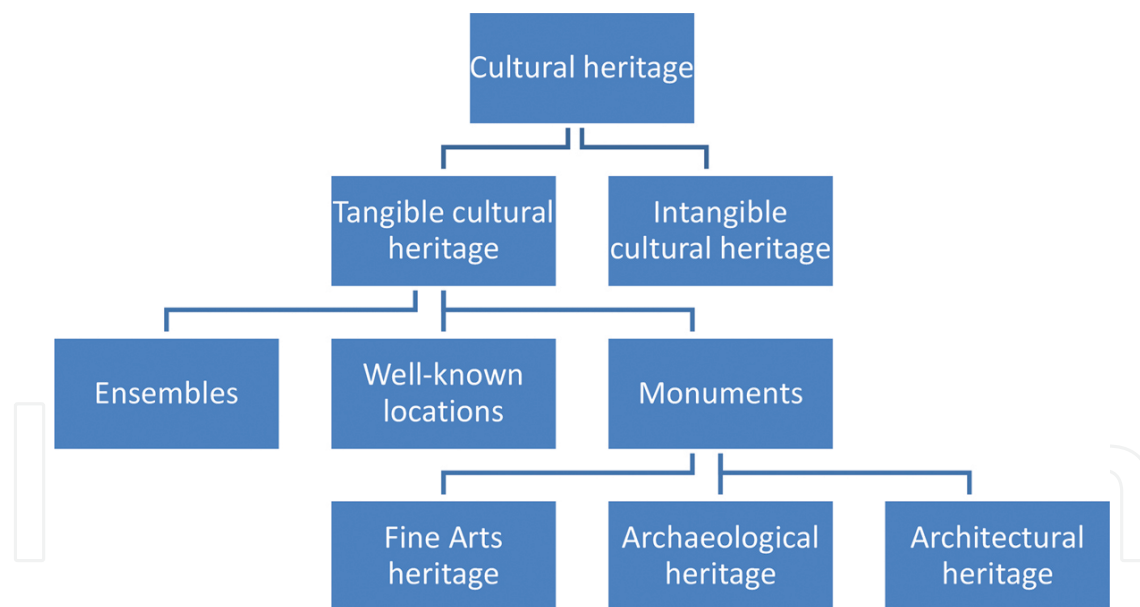 Cultural heritage
Tangible cultural
heritage
Intangible
cultural heritage
Ensembles
Well-known
locations
Monuments
Fine Arts
heritage
Archaeological
heritage
Architectural
heritage